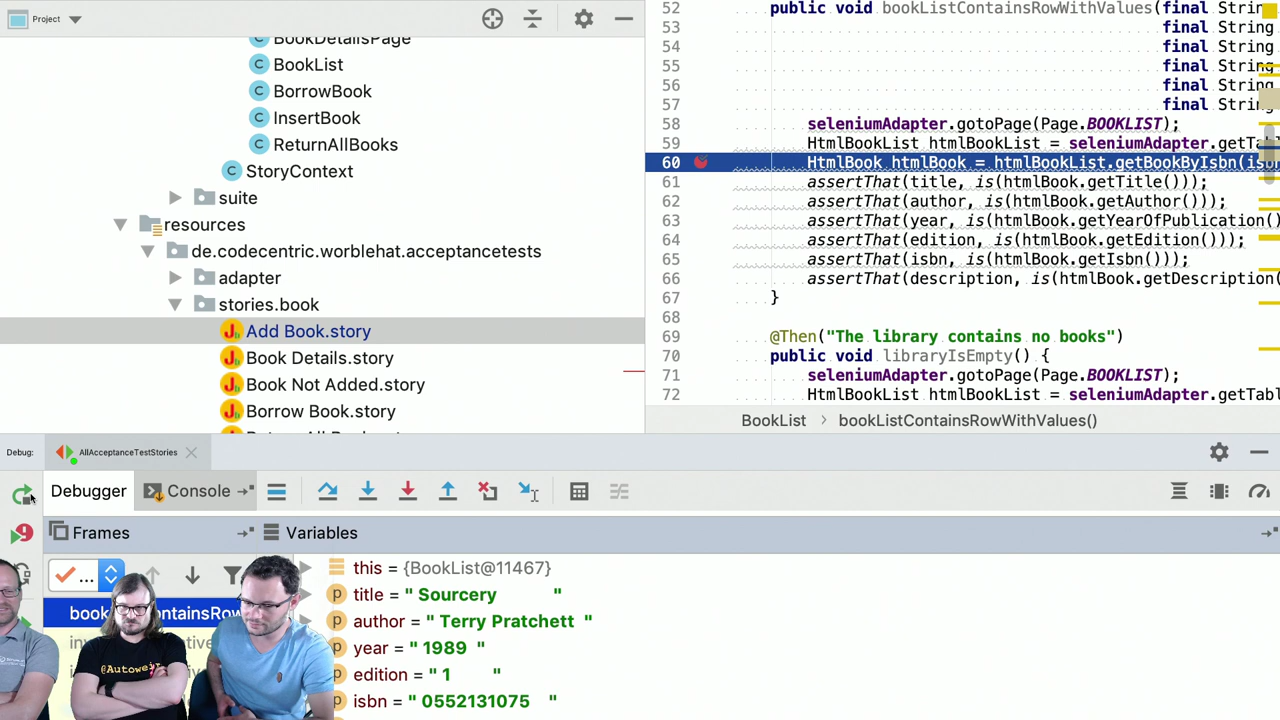 Project
BookDetailsPage
BookList
BorrowBook
InsertBook
ReturnAllBooks
StoryContext
suite
resources
de.codecentric.worblehat.acceptancetests
adapter
stories.book
Add Book.story
Book Details.story
Book Not Added.story
Borrow Book.story
52 public void bookListContainsRowWithValues(final Strin
53 final String
54 final String
55 final String
56 final String
57 final String
58 seleniumAdapter.gotoPage(Page.BOOKLIST);
59 HtmlBookList htmlBookList = seleniumAdapter.getTab
60 HtmlBook htmlBook = htmlBookList.getBookByIsbn(isbn
61 assertThat(title, is(htmlBook.getTitle()));
62 assertThat(author, is(htmlBook.getAuthor()));
63 assertThat(year, is(htmlBook.getYearOfPublication()
64 assertThat(edition, is(htmlBook.getEdition()));
65 assertThat(isbn, is(htmlBook.getIsbn()));
66 assertThat(description, is(htmlBook.getDescription(
67 }
68
69 @Then("The library contains no books")
70 public void libraryIsEmpty() {
71 seleniumAdapter.gotoPage(Page.BOOKLIST);
72 HtmlBookList htmlBookList = seleniumAdapter.getTab
BookList > bookListContainsRowWithValues()
Debug: AllAcceptanceTestStories
Debugger Console
9
Frames
Variables
...
this = {BookList@11467}
title = " Sourcery "
author = " Terry Pratchett "
year = " 1989 "
edition = " 1 "
isbn = " 0552131075 "
@Autoweird